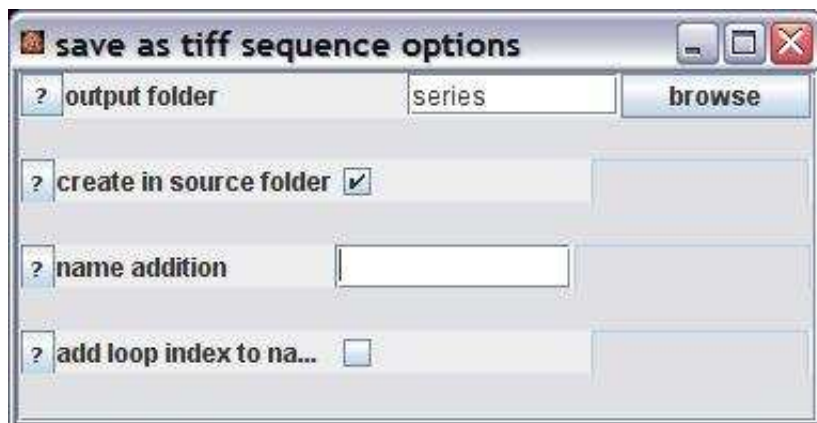 save as tiff sequence options
? output folder series browse
? create in source folder
? name addition
? add loop index to na...